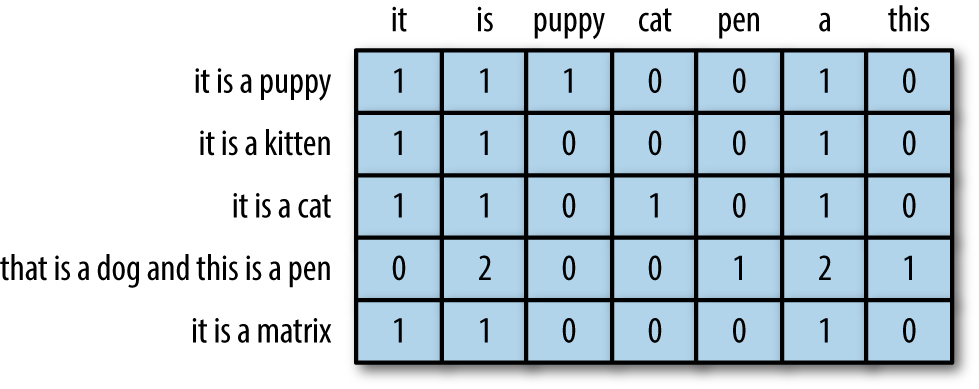 it is puppy cat pen a this
it is a puppy 1 1 1 0 0 1 0
it is a kitten 1 1 0 0 0 1 0
it is a cat 1 1 0 1 0 1 0
that is a dog and this is a pen 0 2 0 0 1 2 1
it is a matrix 1 1 0 0 0 1 0